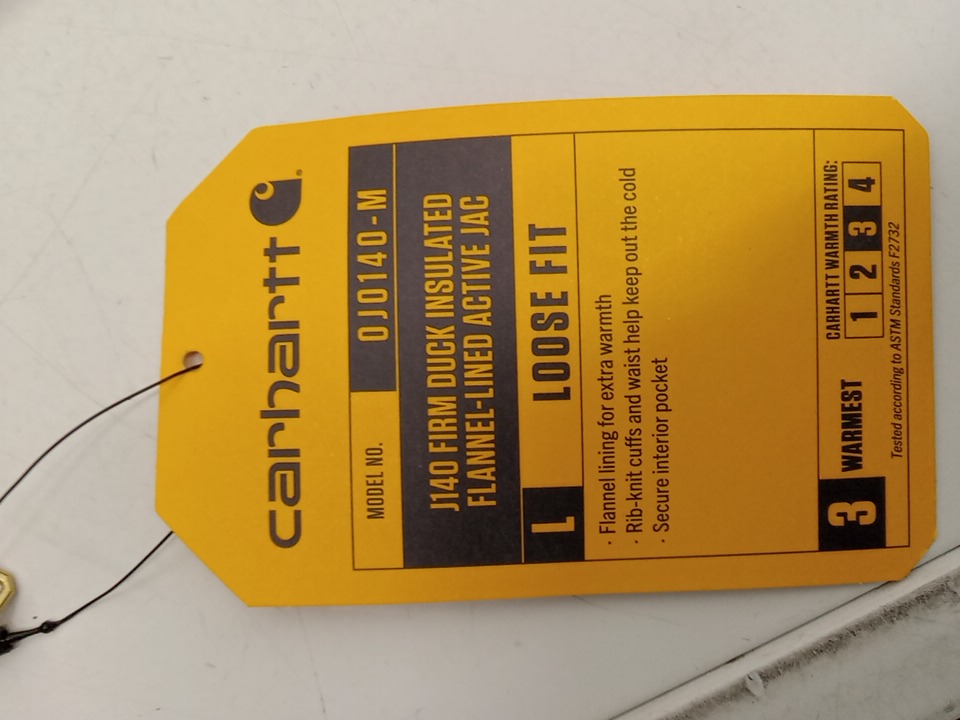 carhartt
MODEL NO. 0J0140-M
J140 FIRM DUCK INSULATED
FLANNEL-LINED ACTIVE JAC
L LOOSE FIT
· Flannel lining for extra warmth
· Rib-knit cuffs and waist help keep out the cold
· Secure interior pocket
CARHARTT WARMTH RATING:
3 WARMEST 1 2 3 4
Tested according to ASTM Standards F2732